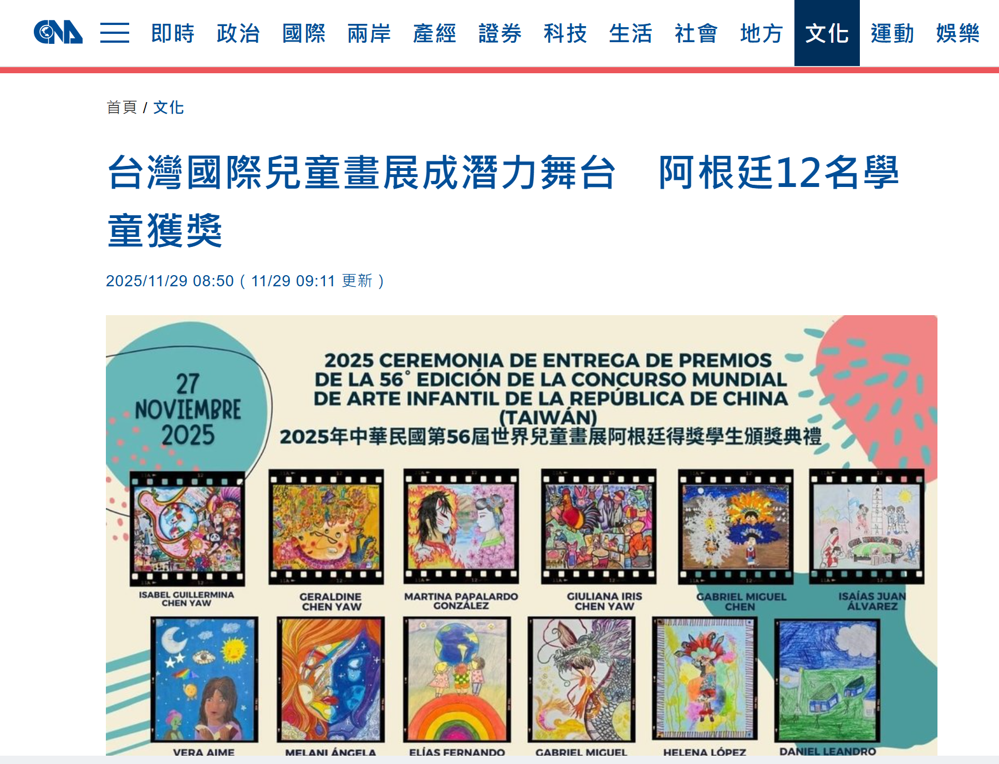 CNA 即時 政治 國際 兩岸 產經 證券 科技 生活 社會 地方 文化 運動 娛樂
首頁 / 文化
台灣國際兒童畫展成潛力舞台　阿根廷12名學
童獲獎
2025/11/29 08:50（11/29 09:11 更新）
27
NOVIEMBRE
2025
2025 CEREMONIA DE ENTREGA DE PREMIOS
DE LA 56° EDICIÓN DE LA CONCURSO MUNDIAL
DE ARTE INFANTIL DE LA REPÚBLICA DE CHINA
(TAIWÁN)
2025年中華民國第56屆世界兒童畫展阿根廷得獎學生頒獎典禮
ISABEL GUILLERMINA
CHEN YAW
GERALDINE
CHEN YAW
MARTINA PAPALARDO
GONZÁLEZ
GIULIANA IRIS
CHEN YAW
GABRIEL MIGUEL
CHEN
ISAÍAS JUAN
ÁLVAREZ
VERA AIME
MELANI ÁNGELA
ELÍAS FERNANDO
GABRIEL MIGUEL
HELENA LÓPEZ
DANIEL LEANDRO